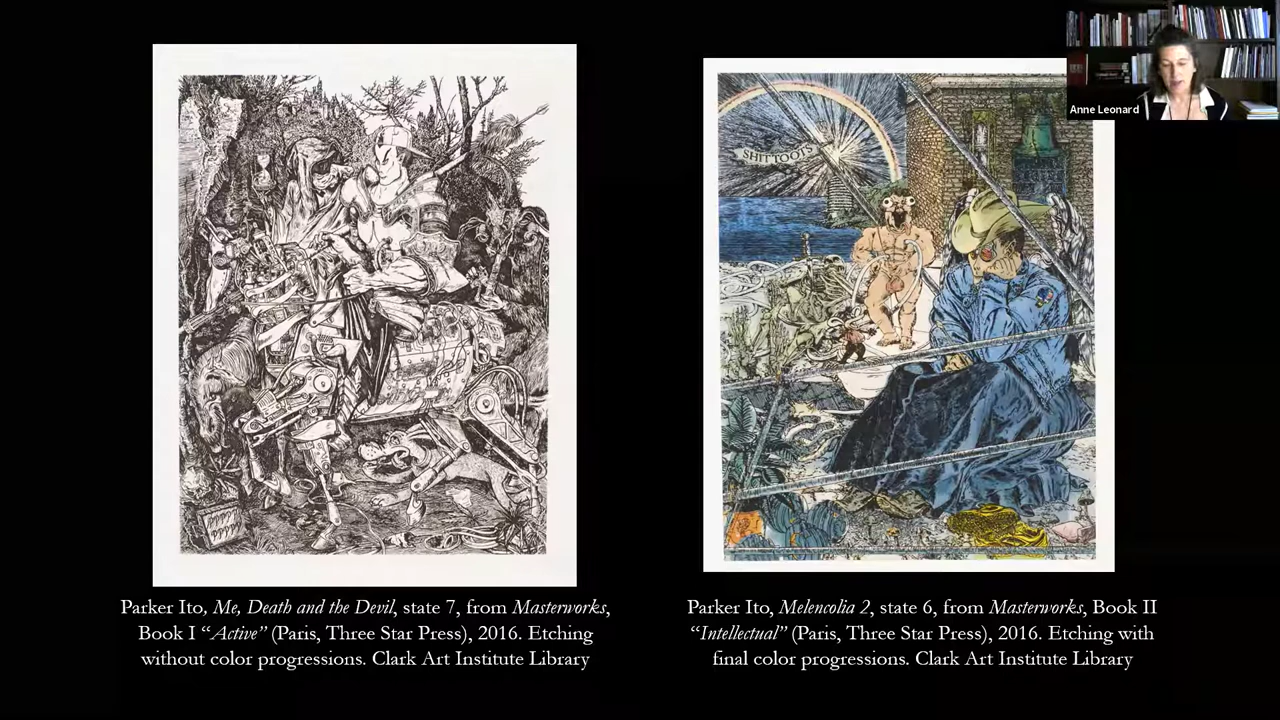 Anne Leonard
SHIT TOOTS
Parker Ito, Me, Death and the Devil, state 7, from Masterworks,
Book I “Active” (Paris, Three Star Press), 2016. Etching
without color progressions. Clark Art Institute Library
Parker Ito, Melencolia 2, state 6, from Masterworks, Book II
“Intellectual” (Paris, Three Star Press), 2016. Etching with
final color progressions. Clark Art Institute Library